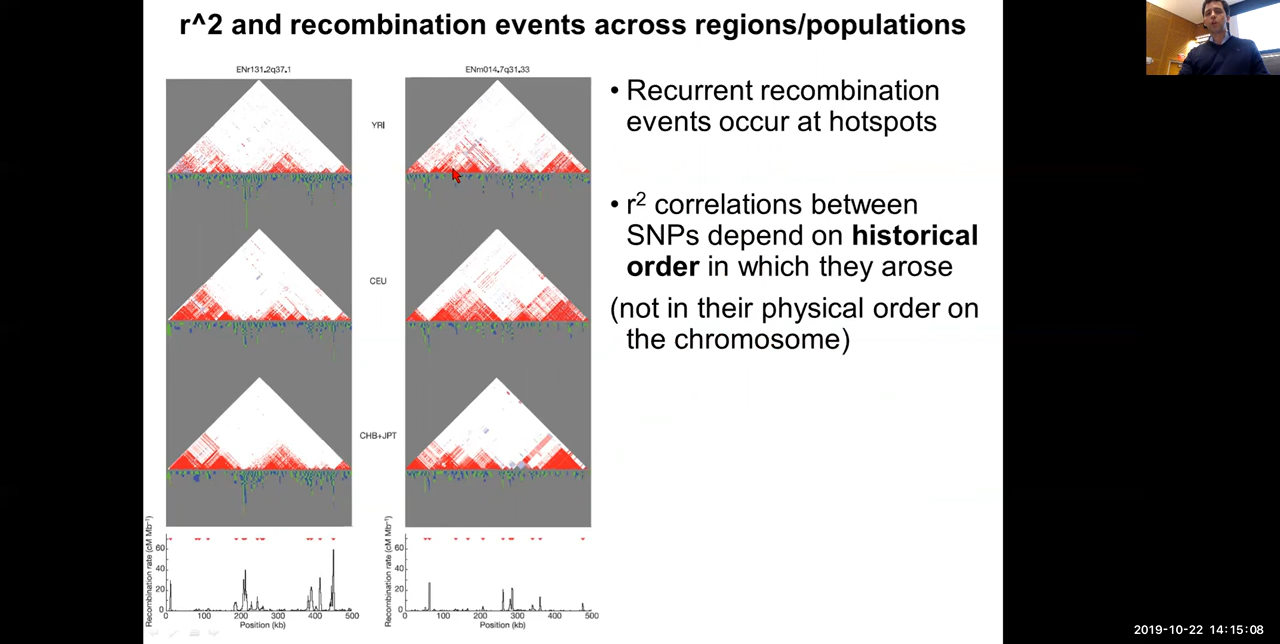 r^2 and recombination events across regions/populations
ENr131.2q37.1
ENm014.7q31.33
YRI
CEU
CHB+JPT
• Recurrent recombination
events occur at hotspots
• r² correlations between
SNPs depend on historical
order in which they arose
(not in their physical order on
the chromosome)
Recombination rate (cM Mb⁻¹)
60
40
20
0
0 100 200 300 400 500
Position (kb)
Recombination rate (cM Mb⁻¹)
60
40
20
0
0 100 200 300 400 500
Position (kb)
2019-10-22 14:15:08